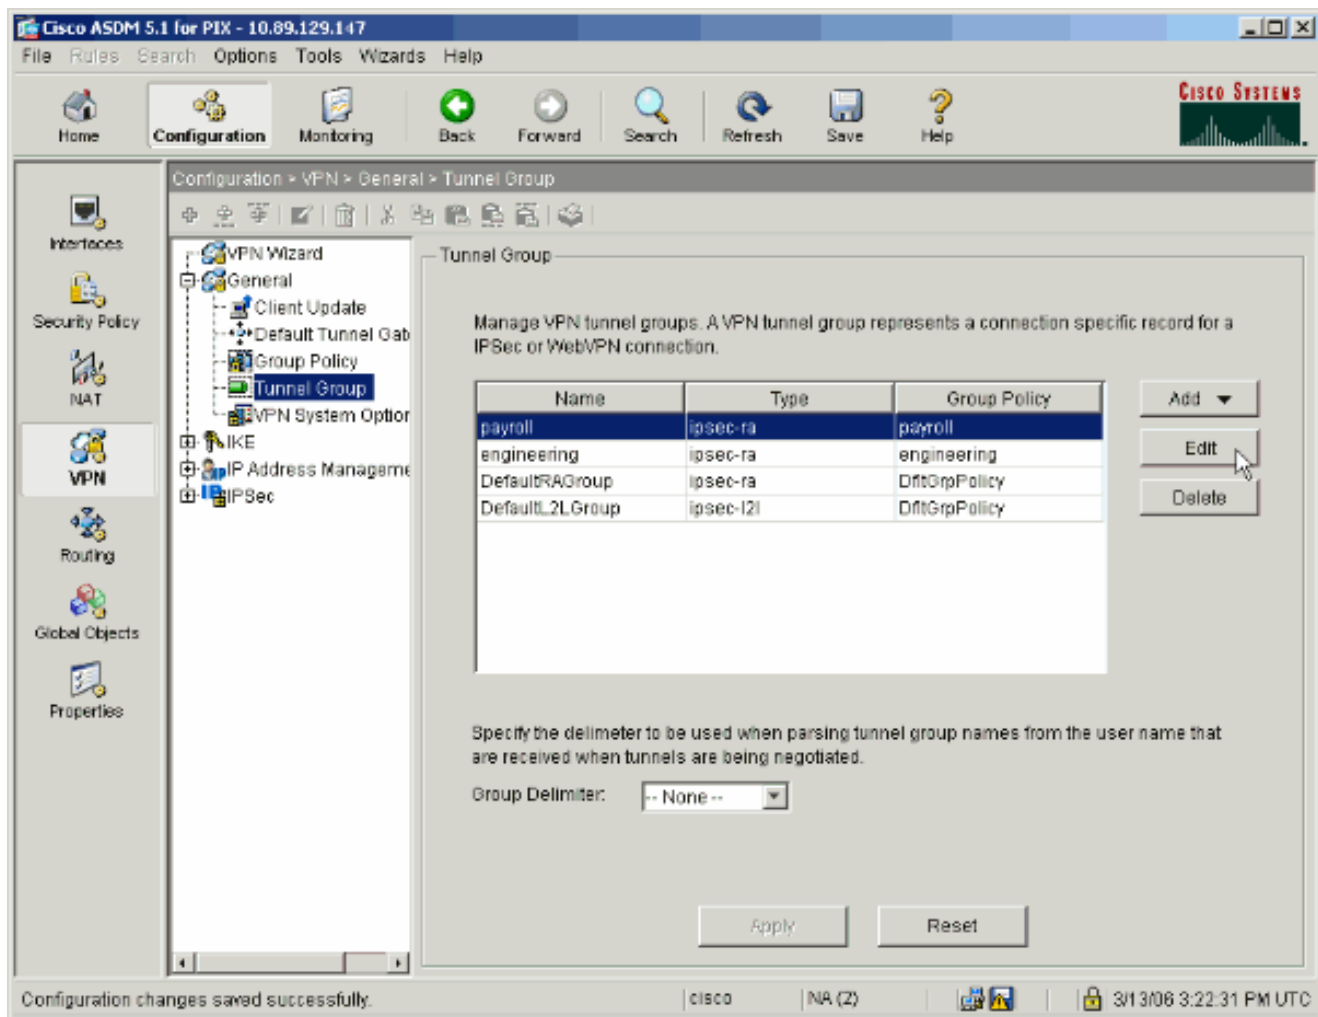 Cisco ASDM 5.1 for PIX - 10.89.129.147
File Rules Search Options Tools Wizards Help
Home Configuration Monitoring Back Forward Search Refresh Save Help
CISCO SYSTEMS
Configuration > VPN > General > Tunnel Group
Interfaces
Security Policy
NAT
VPN
Routing
Global Objects
Properties
VPN Wizard
General
Client Update
Default Tunnel Gat
Group Policy
Tunnel Group
VPN System Option
IKE
IP Address Manageme
IPSec
Tunnel Group
Manage VPN tunnel groups. A VPN tunnel group represents a connection specific record for a
IPSec or WebVPN connection.
Name Type Group Policy
payroll ipsec-ra payroll
engineering ipsec-ra engineering
DefaultRAGroup ipsec-ra DfltGrpPolicy
DefaultL2LGroup ipsec-l2l DfltGrpPolicy
Add
Edit
Delete
Specify the delimeter to be used when parsing tunnel group names from the user name that
are received when tunnels are being negotiated.
Group Delimiter: -- None --
Apply Reset
Configuration changes saved successfully. cisco NA (2) 3/13/06 3:22:31 PM UTC